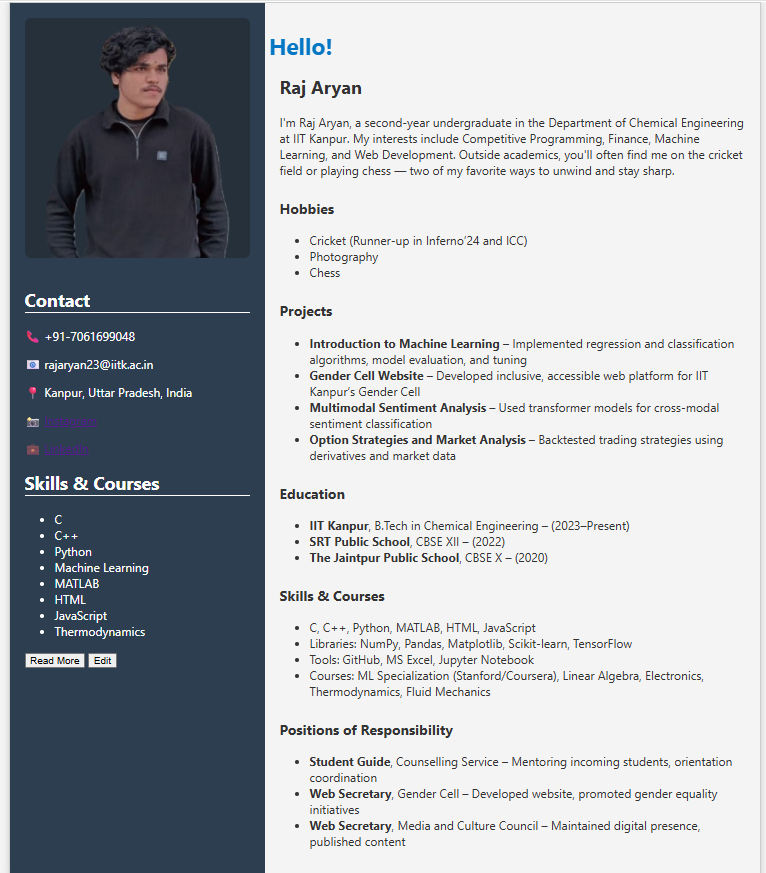 Hello!
Raj Aryan
I'm Raj Aryan, a second-year undergraduate in the Department of Chemical Engineering
at IIT Kanpur. My interests include Competitive Programming, Finance, Machine
Learning, and Web Development. Outside academics, you'll often find me on the cricket
field or playing chess — two of my favorite ways to unwind and stay sharp.
Hobbies
• Cricket (Runner-up in Inferno'24 and ICC)
• Photography
• Chess
Projects
• Introduction to Machine Learning – Implemented regression and classification
algorithms, model evaluation, and tuning
• Gender Cell Website – Developed inclusive, accessible web platform for IIT
Kanpur's Gender Cell
• Multimodal Sentiment Analysis – Used transformer models for cross-modal
sentiment classification
• Option Strategies and Market Analysis – Backtested trading strategies using
derivatives and market data
Education
• IIT Kanpur, B.Tech in Chemical Engineering – (2023–Present)
• SRT Public School, CBSE XII – (2022)
• The Jaintpur Public School, CBSE X – (2020)
Skills & Courses
• C, C++, Python, MATLAB, HTML, JavaScript
• Libraries: NumPy, Pandas, Matplotlib, Scikit-learn, TensorFlow
• Tools: GitHub, MS Excel, Jupyter Notebook
• Courses: ML Specialization (Stanford/Coursera), Linear Algebra, Electronics,
Thermodynamics, Fluid Mechanics
Positions of Responsibility
• Student Guide, Counselling Service – Mentoring incoming students, orientation
coordination
• Web Secretary, Gender Cell – Developed website, promoted gender equality
initiatives
• Web Secretary, Media and Culture Council – Maintained digital presence,
published content
Contact
+91-7061699048
rajaryan23@iitk.ac.in
Kanpur, Uttar Pradesh, India
Skills & Courses
• C
• C++
• Python
• Machine Learning
• MATLAB
• HTML
• JavaScript
• Thermodynamics
Read More Edit